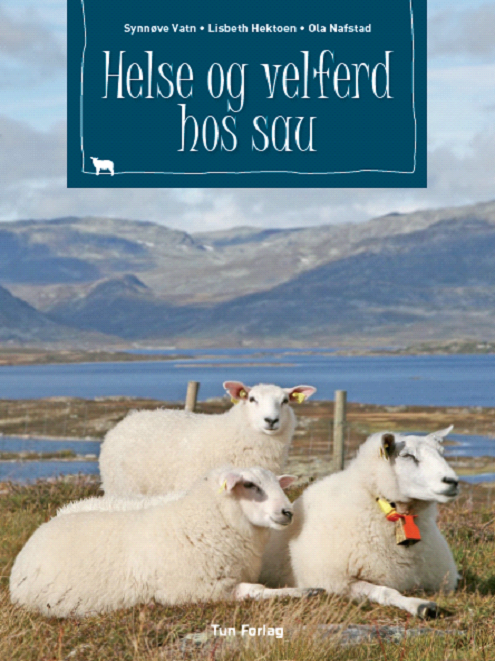 Synnøve Vatn • Lisbeth Hektoen • Ola Nafstad
Helse og velferd
hos sau
Tun Forlag